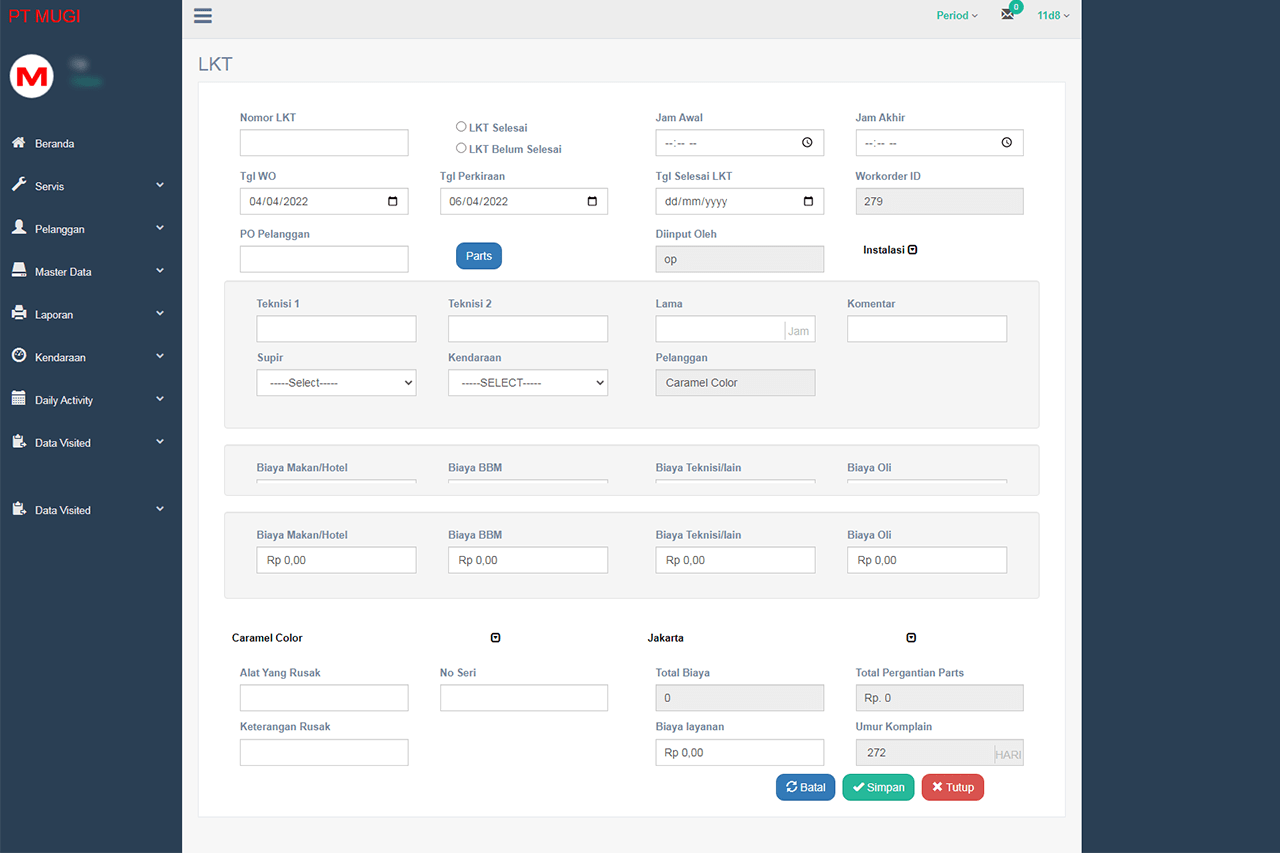 PT MUGI
Period
0
11d8
M
Beranda
Servis
Pelanggan
Master Data
Laporan
Kendaraan
Daily Activity
Data Visited
Data Visited
LKT
Nomor LKT
LKT Selesai
LKT Belum Selesai
Jam Awal
--:-- --
Jam Akhir
--:-- --
Tgl WO
04/04/2022
Tgl Perkiraan
06/04/2022
Tgl Selesai LKT
dd/mm/yyyy
Workorder ID
279
PO Pelanggan
Parts
Diinput Oleh
op
Instalasi
Teknisi 1
Teknisi 2
Lama
Jam
Komentar
Supir
-----Select-----
Kendaraan
-----SELECT-----
Pelanggan
Caramel Color
Biaya Makan/Hotel
Biaya BBM
Biaya Teknisi/lain
Biaya Oli
Biaya Makan/Hotel
Rp 0,00
Biaya BBM
Rp 0,00
Biaya Teknisi/lain
Rp 0,00
Biaya Oli
Rp 0,00
Caramel Color
Jakarta
Alat Yang Rusak
No Seri
Total Biaya
0
Total Pergantian Parts
Rp. 0
Keterangan Rusak
Biaya layanan
Rp 0,00
Umur Komplain
272
HARI
Batal
Simpan
Tutup